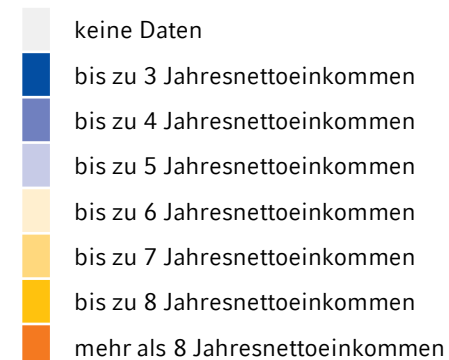 keine Daten
bis zu 3 Jahresnettoeinkommen
bis zu 4 Jahresnettoeinkommen
bis zu 5 Jahresnettoeinkommen
bis zu 6 Jahresnettoeinkommen
bis zu 7 Jahresnettoeinkommen
bis zu 8 Jahresnettoeinkommen
mehr als 8 Jahresnettoeinkommen